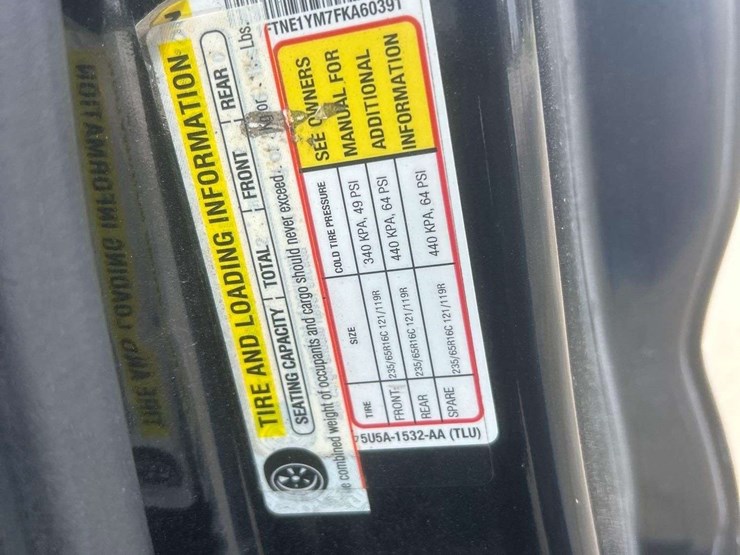 FTNE1YM7FKA60391
TIRE AND LOADING INFORMATION
SEATING CAPACITY TOTAL FRONT REAR
e combined weight of occupants and cargo should never exceed or Lbs.
TIRE SIZE COLD TIRE PRESSURE
FRONT 235/65R16C 121/119R 340 KPA, 49 PSI
REAR 235/65R16C 121/119R 440 KPA, 64 PSI
SPARE 235/65R16C 121/119R 440 KPA, 64 PSI
SEE OWNERS
MANUAL FOR
ADDITIONAL
INFORMATION
5U5A-1532-AA (TLU)